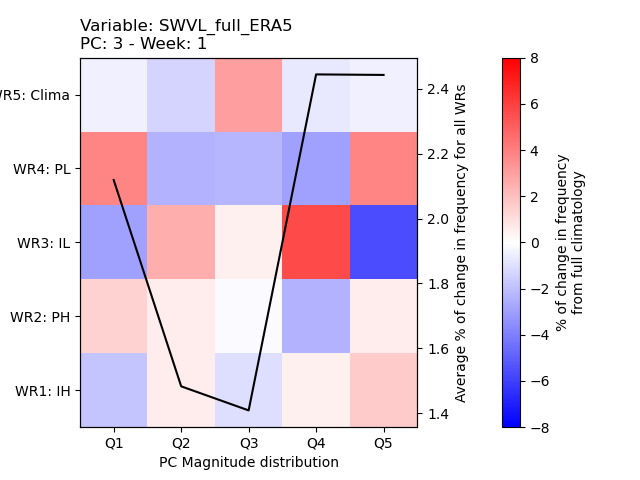 Variable: SWVL_full_ERA5
PC: 3 - Week: 1
WR5: Clima
WR4: PL
WR3: IL
WR2: PH
WR1: IH
Q1 Q2 Q3 Q4 Q5
PC Magnitude distribution
2.4
2.2
2.0
1.8
1.6
1.4
Average % of change in frequency for all WRs
8
6
4
2
0
−2
−4
−6
−8
% of change in frequency
from full climatology